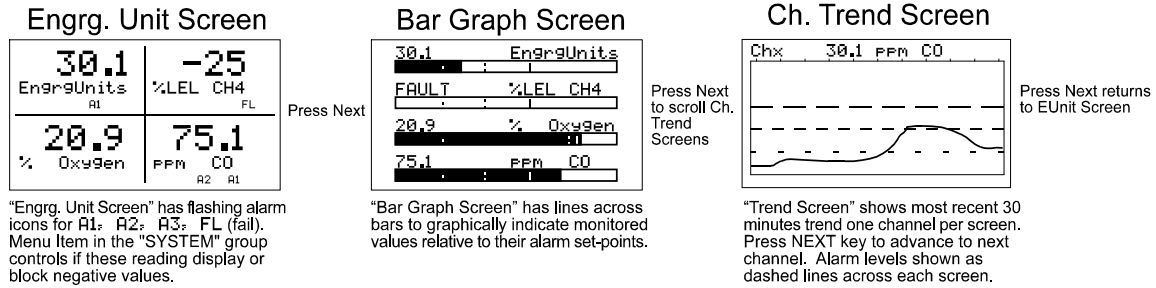 Engrg. Unit Screen
30.1
EngrgUnits
A1
-25
%LEL CH4
FL
20.9
% Oxygen
75.1
PPM CO
A2 A1
"Engrg. Unit Screen" has flashing alarm
icons for A1, A2, A3, FL (fail).
Menu Item in the "SYSTEM" group
controls if these reading display or
block negative values.
Press Next
Bar Graph Screen
30.1 EngrgUnits
FAULT %LEL CH4
20.9 % Oxygen
75.1 PPM CO
"Bar Graph Screen" has lines across
bars to graphically indicate monitored
values relative to their alarm set-points.
Press Next
to scroll Ch.
Trend
Screens
Ch. Trend Screen
Chx 30.1 PPM CO
"Trend Screen" shows most recent 30
minutes trend one channel per screen.
Press NEXT key to advance to next
channel. Alarm levels shown as
dashed lines across each screen.
Press Next returns
to EUnit Screen